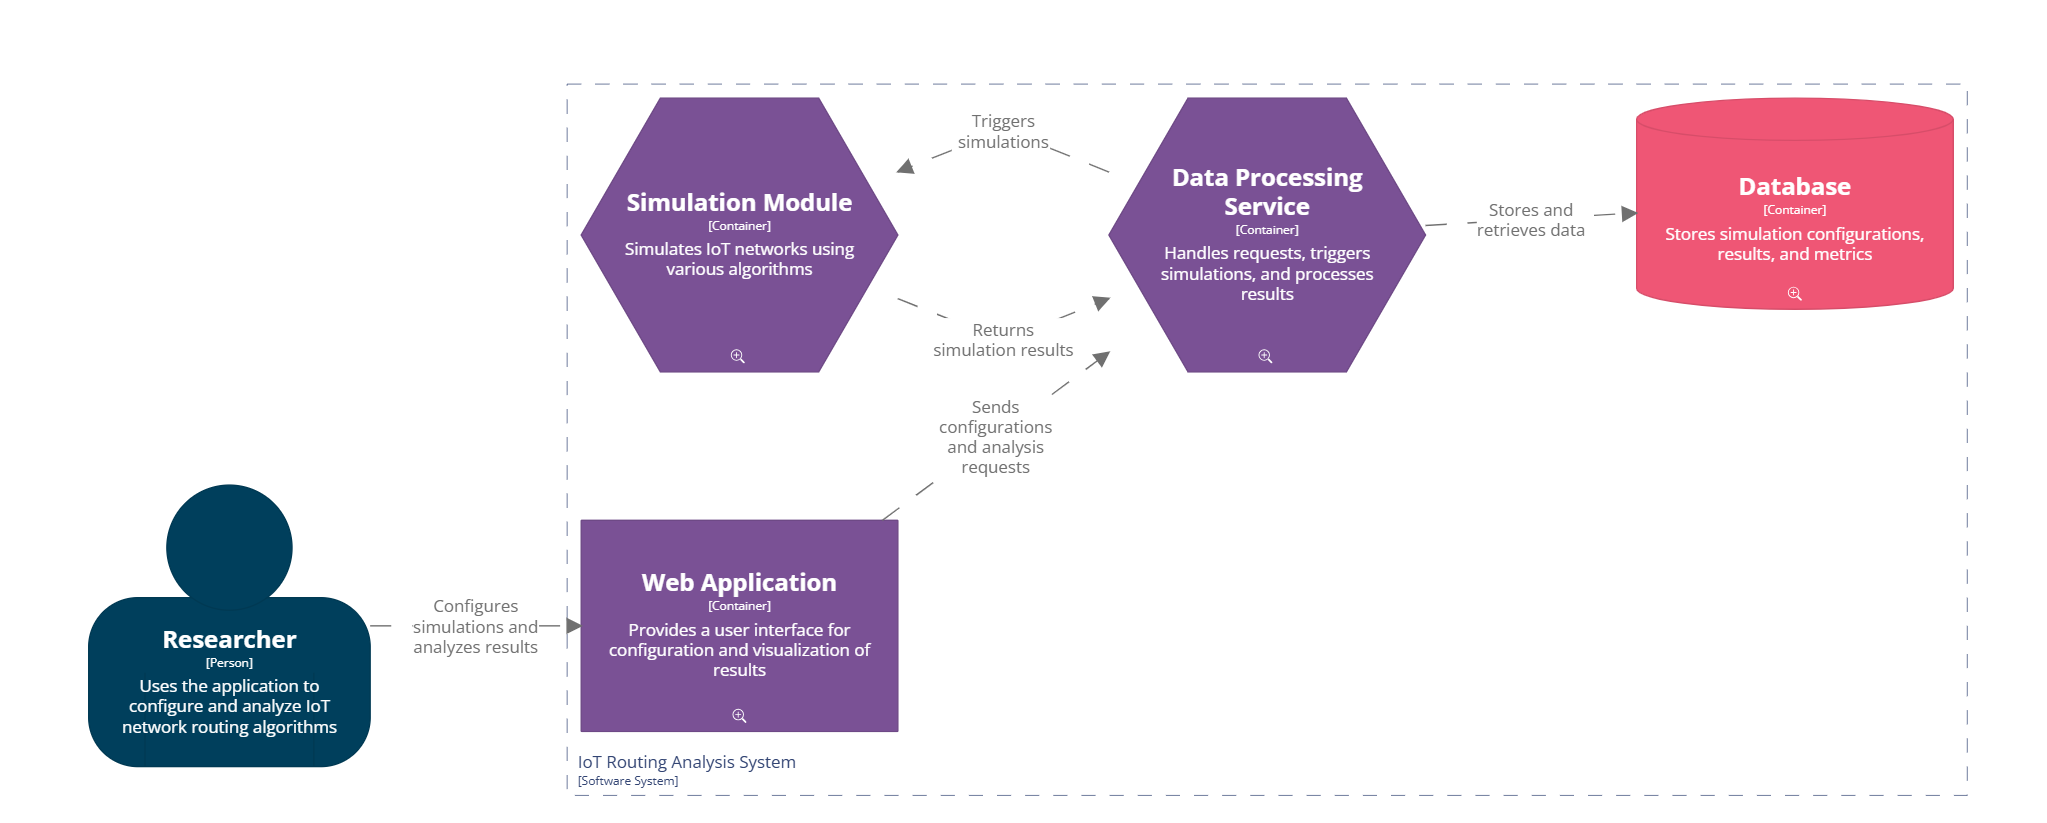 Simulation Module
[Container]
Simulates IoT networks using
various algorithms
Triggers
simulations
Data Processing
Service
[Container]
Handles requests, triggers
simulations, and processes
results
Stores and
retrieves data
Database
[Container]
Stores simulation configurations,
results, and metrics
Returns
simulation results
Sends
configurations
and analysis
requests
Researcher
[Person]
Uses the application to
configure and analyze IoT
network routing algorithms
Configures
simulations and
analyzes results
Web Application
[Container]
Provides a user interface for
configuration and visualization of
results
IoT Routing Analysis System
[Software System]